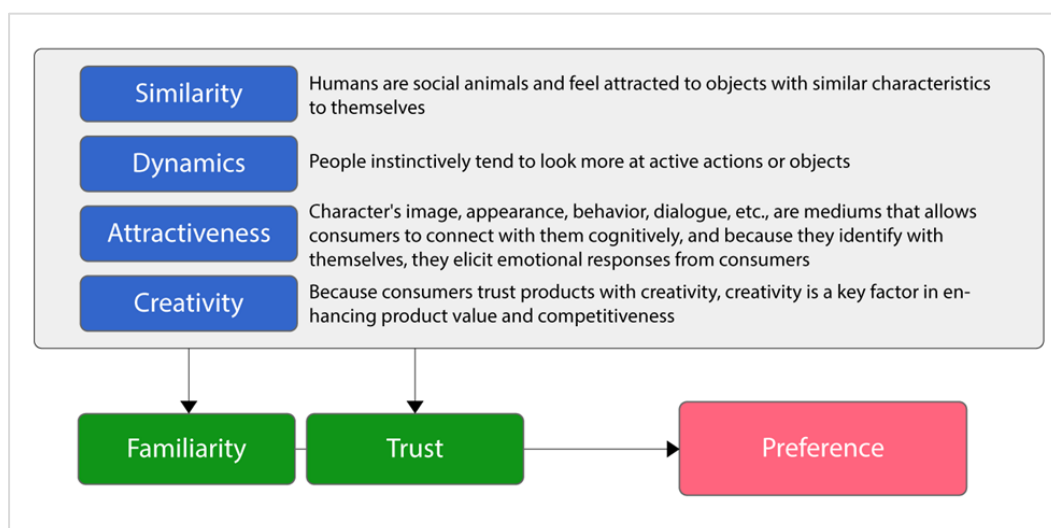 Similarity
Humans are social animals and feel attracted to objects with similar characteristics
to themselves
Dynamics
People instinctively tend to look more at active actions or objects
Attractiveness
Character's image, appearance, behavior, dialogue, etc., are mediums that allows
consumers to connect with them cognitively, and because they identify with
themselves, they elicit emotional responses from consumers
Creativity
Because consumers trust products with creativity, creativity is a key factor in en-
hancing product value and competitiveness
Familiarity
Trust
Preference